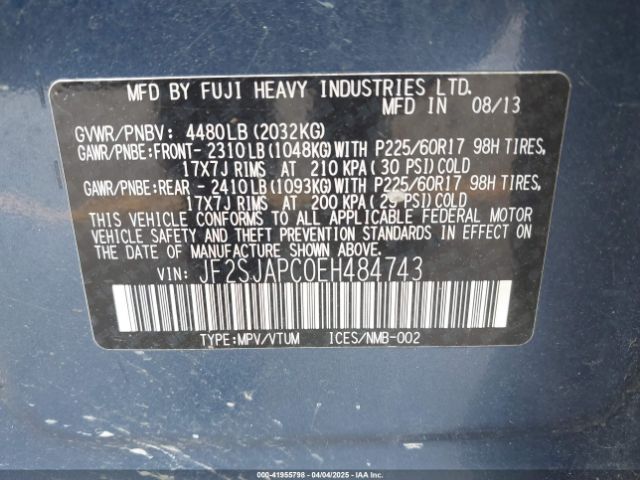 MFD BY FUJI HEAVY INDUSTRIES LTD.
MFD IN 08/13
GVWR/PNBV: 4480LB(2032KG)
GAWR/PNBE:FRONT-2310LB(1048KG)WITH P225/60R17 98H TIRES,
17X7J RIMS AT 210 KPA(30 PSI)COLD
GAWR/PNBE:REAR -2410LB(1093KG)WITH P225/60R17 98H TIRES,
17X7J RIMS AT 200 KPA(29 PSI)COLD
THIS VEHICLE CONFORMS TO ALL APPLICABLE FEDERAL MOTOR
VEHICLE SAFETY AND THEFT PREVENTION STANDARDS IN EFFECT ON
THE DATE OF MANUFACTURE SHOWN ABOVE.
VIN: JF2SJAPC0EH484743
TYPE:MPV/VTUM ICES/NMB-002
000-41955798 - 04/04/2025 - IAAI.COM